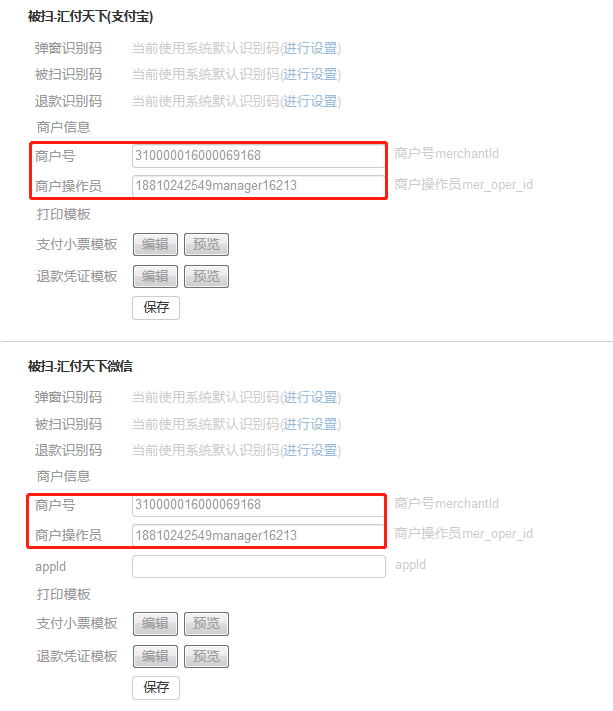 被扫-汇付天下(支付宝)
弹窗识别码 当前使用系统默认识别码(进行设置)
被扫识别码 当前使用系统默认识别码(进行设置)
退款识别码 当前使用系统默认识别码(进行设置)
商户信息
商户号 310000016000069168 商户号merchantId
商户操作员 18810242549manager16213 商户操作员mer_oper_id
打印模板
支付小票模板 编辑 预览
退款凭证模板 编辑 预览
保存
被扫-汇付天下微信
弹窗识别码 当前使用系统默认识别码(进行设置)
被扫识别码 当前使用系统默认识别码(进行设置)
退款识别码 当前使用系统默认识别码(进行设置)
商户信息
商户号 310000016000069168 商户号merchantId
商户操作员 18810242549manager16213 商户操作员mer_oper_id
appId appId
打印模板
支付小票模板 编辑 预览
退款凭证模板 编辑 预览
保存